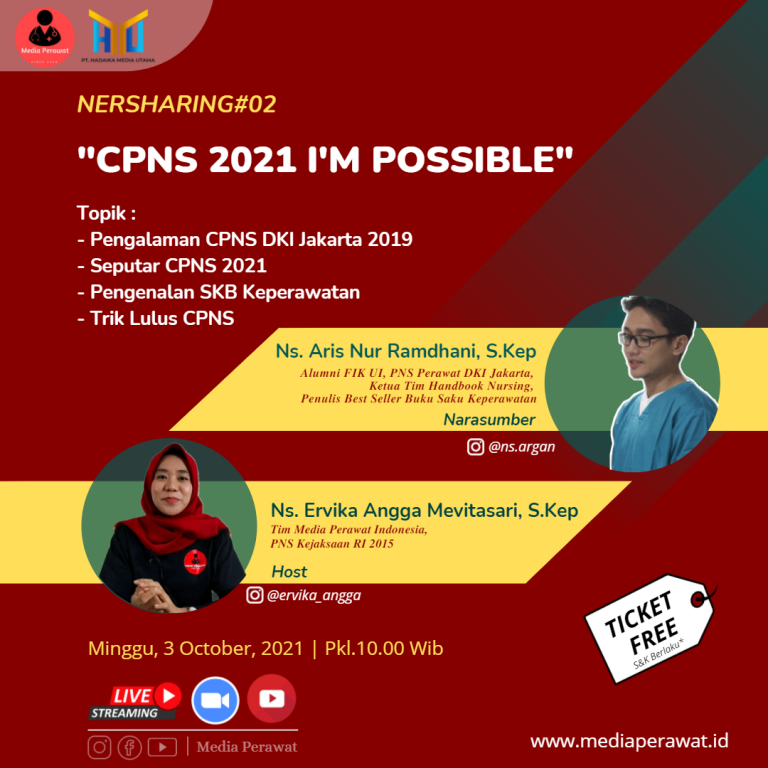 Media Perawat
PT. HADAIKA MEDIA UTAMA
NERSHARING#02
"CPNS 2021 I'M POSSIBLE"
Topik :
- Pengalaman CPNS DKI Jakarta 2019
- Seputar CPNS 2021
- Pengenalan SKB Keperawatan
- Trik Lulus CPNS
Ns. Aris Nur Ramdhani, S.Kep
Alumni FIK UI, PNS Perawat DKI Jakarta,
Ketua Tim Handbook Nursing,
Penulis Best Seller Buku Saku Keperawatan
Narasumber
@ns.argan
Ns. Ervika Angga Mevitasari, S.Kep
Tim Media Perawat Indonesia,
PNS Kejaksaan RI 2015
Host
@ervika_angga
Minggu, 3 October, 2021 | Pkl.10.00 Wib
TICKET
FREE
S&K Berlaku*
LIVE
STREAMING
| Media Perawat
www.mediaperawat.id